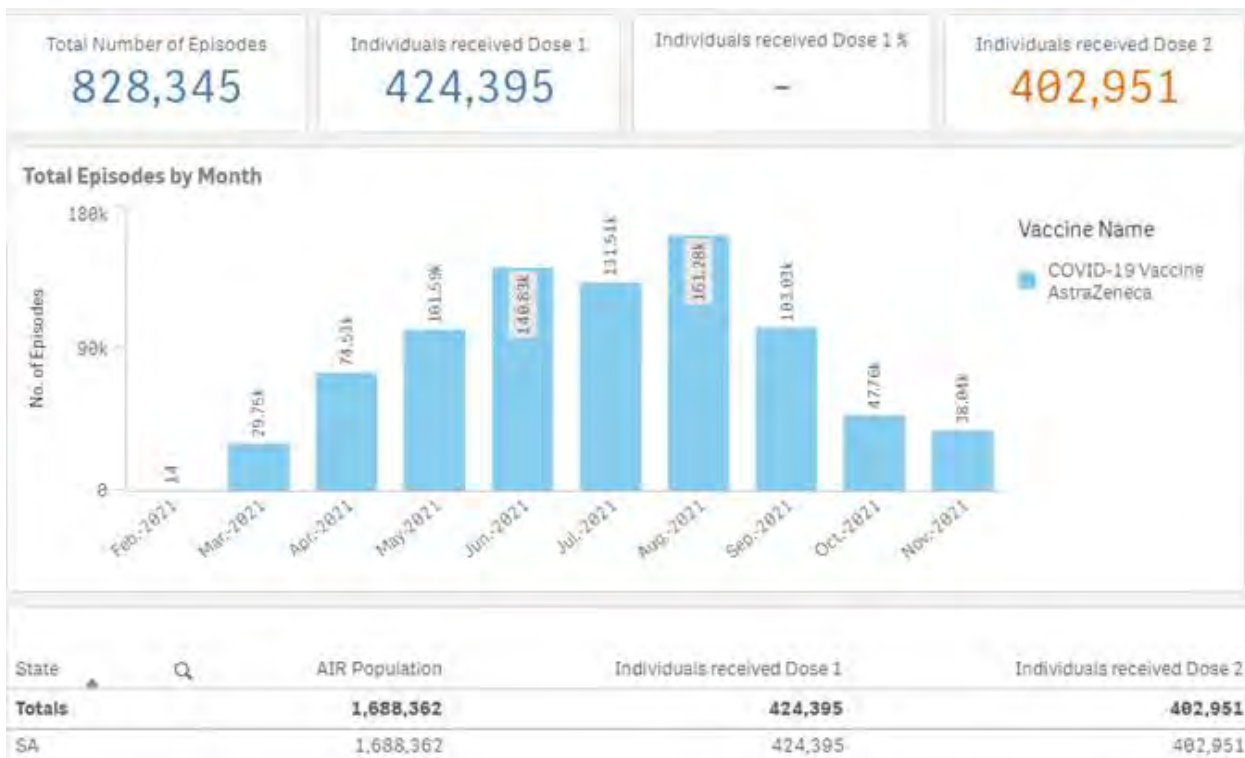 Total Number of Episodes
828,345
Individuals received Dose 1
424,395
Individuals received Dose 1 %
-
Individuals received Dose 2
402,951
Total Episodes by Month
No. of Episodes
180k
90k
0
14
29.75k
74.51k
101.59k
140.83k
131.51k
161.28k
103.03k
47.76k
38.04k
Feb.-2021
Mar.-2021
Apr.-2021
May-2021
Jun.-2021
Jul.-2021
Aug.-2021
Sep.-2021
Oct.-2021
Nov.-2021
Vaccine Name
COVID-19 Vaccine
AstraZeneca
State AIR Population Individuals received Dose 1 Individuals received Dose 2
Totals 1,688,362 424,395 402,951
SA 1,688,362 424,395 402,951